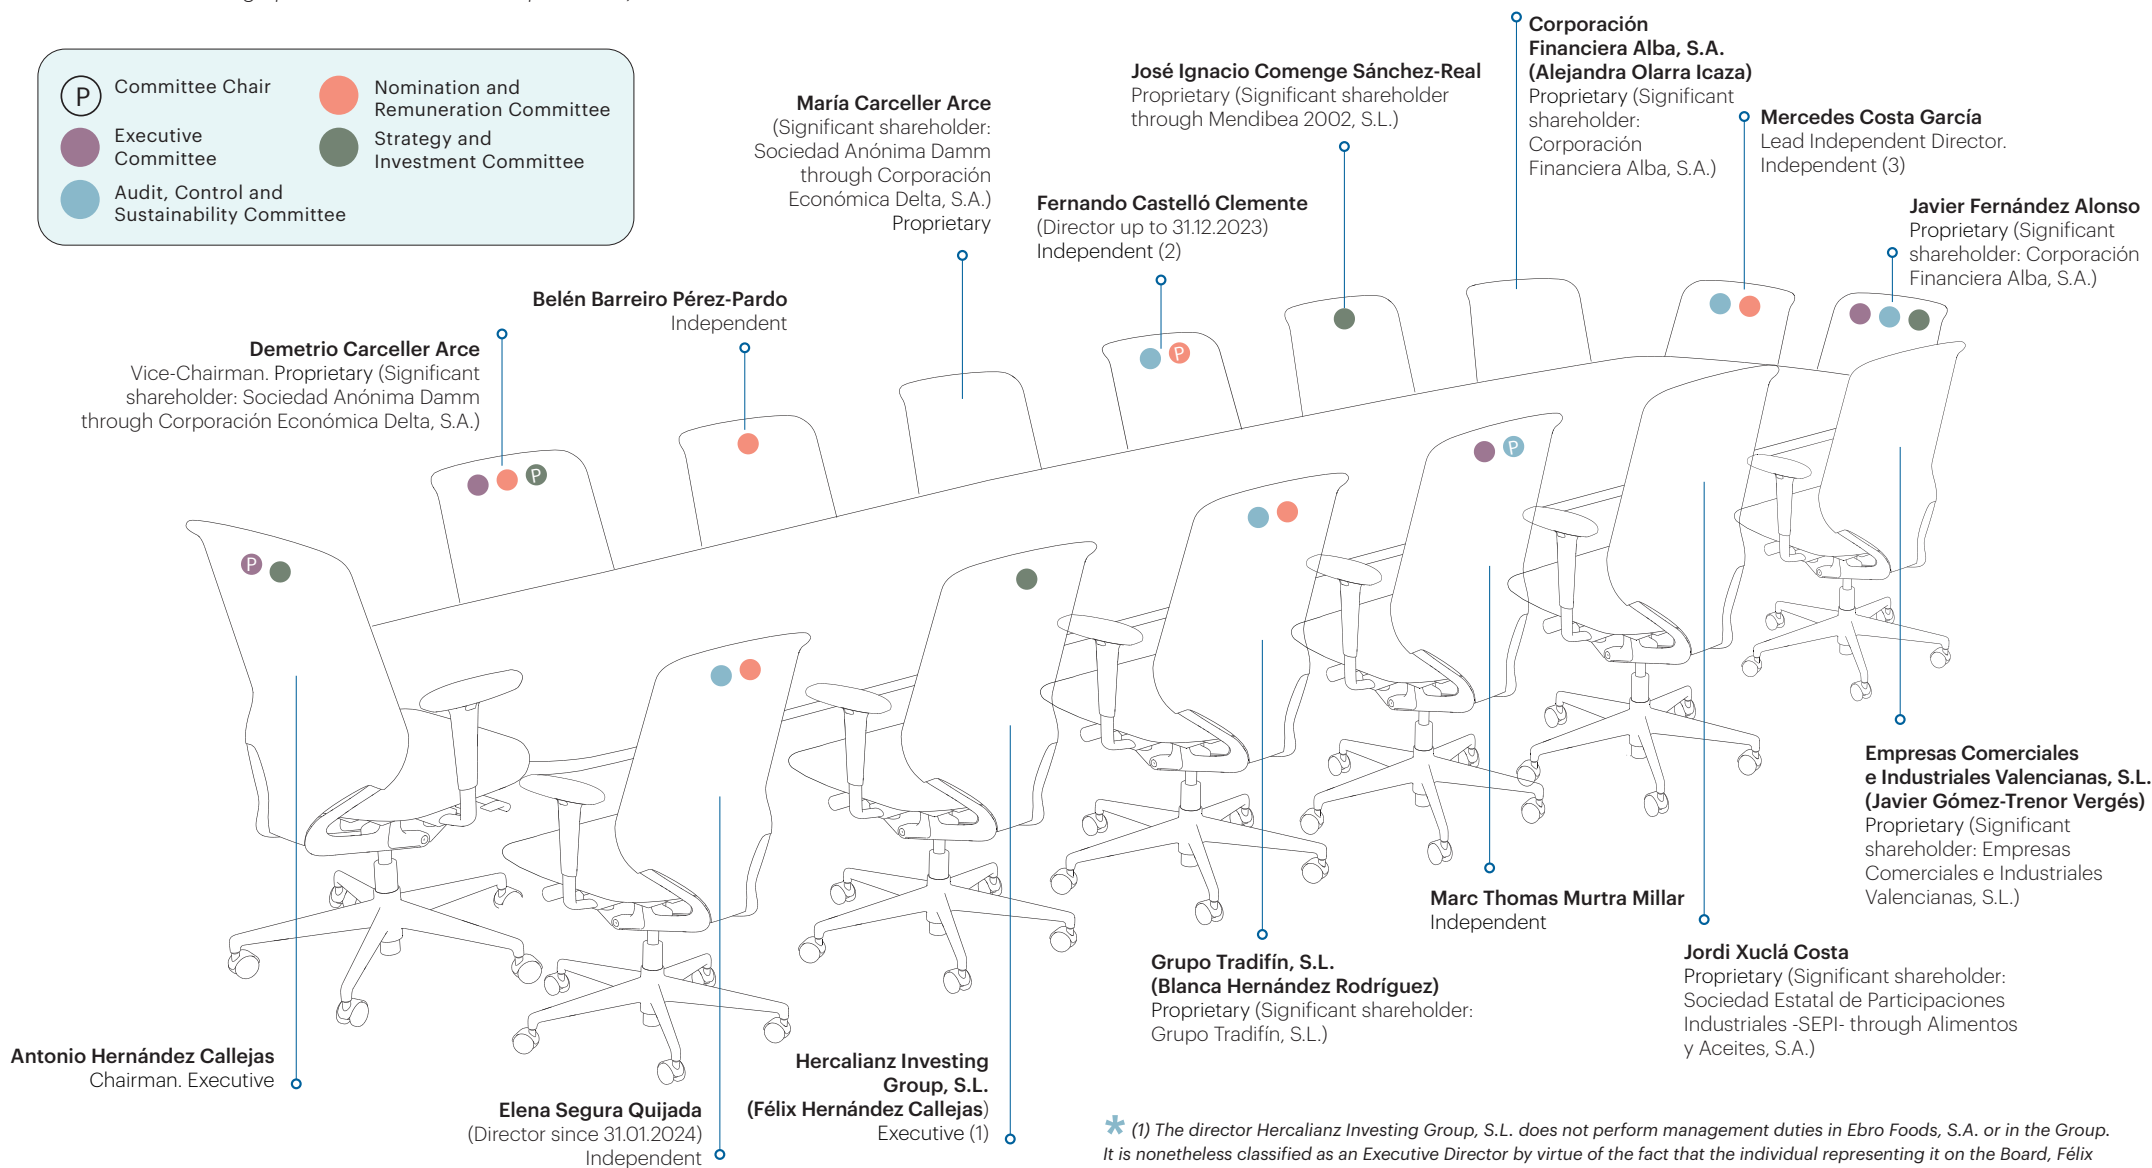 P
Committee Chair
Executive
Committee
Audit, Control and
Sustainability Committee
Nomination and
Remuneration Committee
Strategy and
Investment Committee
Demetrio Carceller Arce
Vice-Chairman. Proprietary (Significant
shareholder: Sociedad Anónima Damm
through Corporación Económica Delta, S.A.)
Belén Barreiro Pérez-Pardo
Independent
María Carceller Arce
(Significant shareholder:
Sociedad Anónima Damm
through Corporación
Económica Delta, S.A.)
Proprietary
Fernando Castelló Clemente
(Director up to 31.12.2023)
Independent (2)
José Ignacio Comenge Sánchez-Real
Proprietary (Significant shareholder
through Mendibea 2002, S.L.)
Corporación
Financiera Alba, S.A.
(Alejandra Olarra Icaza)
Proprietary (Significant
shareholder:
Corporación
Financiera Alba, S.A.)
Mercedes Costa García
Lead Independent Director.
Independent (3)
Javier Fernández Alonso
Proprietary (Significant
shareholder: Corporación
Financiera Alba, S.A.)
P
P
P
P
Antonio Hernández Callejas
Chairman. Executive
Elena Segura Quijada
(Director since 31.01.2024)
Independent
Hercalianz Investing
Group, S.L.
(Félix Hernández Callejas)
Executive (1)
Grupo Tradifín, S.L.
(Blanca Hernández Rodríguez)
Proprietary (Significant shareholder:
Grupo Tradifín, S.L.)
Marc Thomas Murtra Millar
Independent
Jordi Xuclá Costa
Proprietary (Significant shareholder:
Sociedad Estatal de Participaciones
Industriales -SEPI- through Alimentos
y Aceites, S.A.)
Empresas Comerciales
e Industriales Valencianas, S.L.
(Javier Gómez-Trenor Vergés)
Proprietary (Significant
shareholder: Empresas
Comerciales e Industriales
Valencianas, S.L.)
* (1) The director Hercalianz Investing Group, S.L. does not perform management duties in Ebro Foods, S.A. or in the Group.
It is nonetheless classified as an Executive Director by virtue of the fact that the individual representing it on the Board, Félix